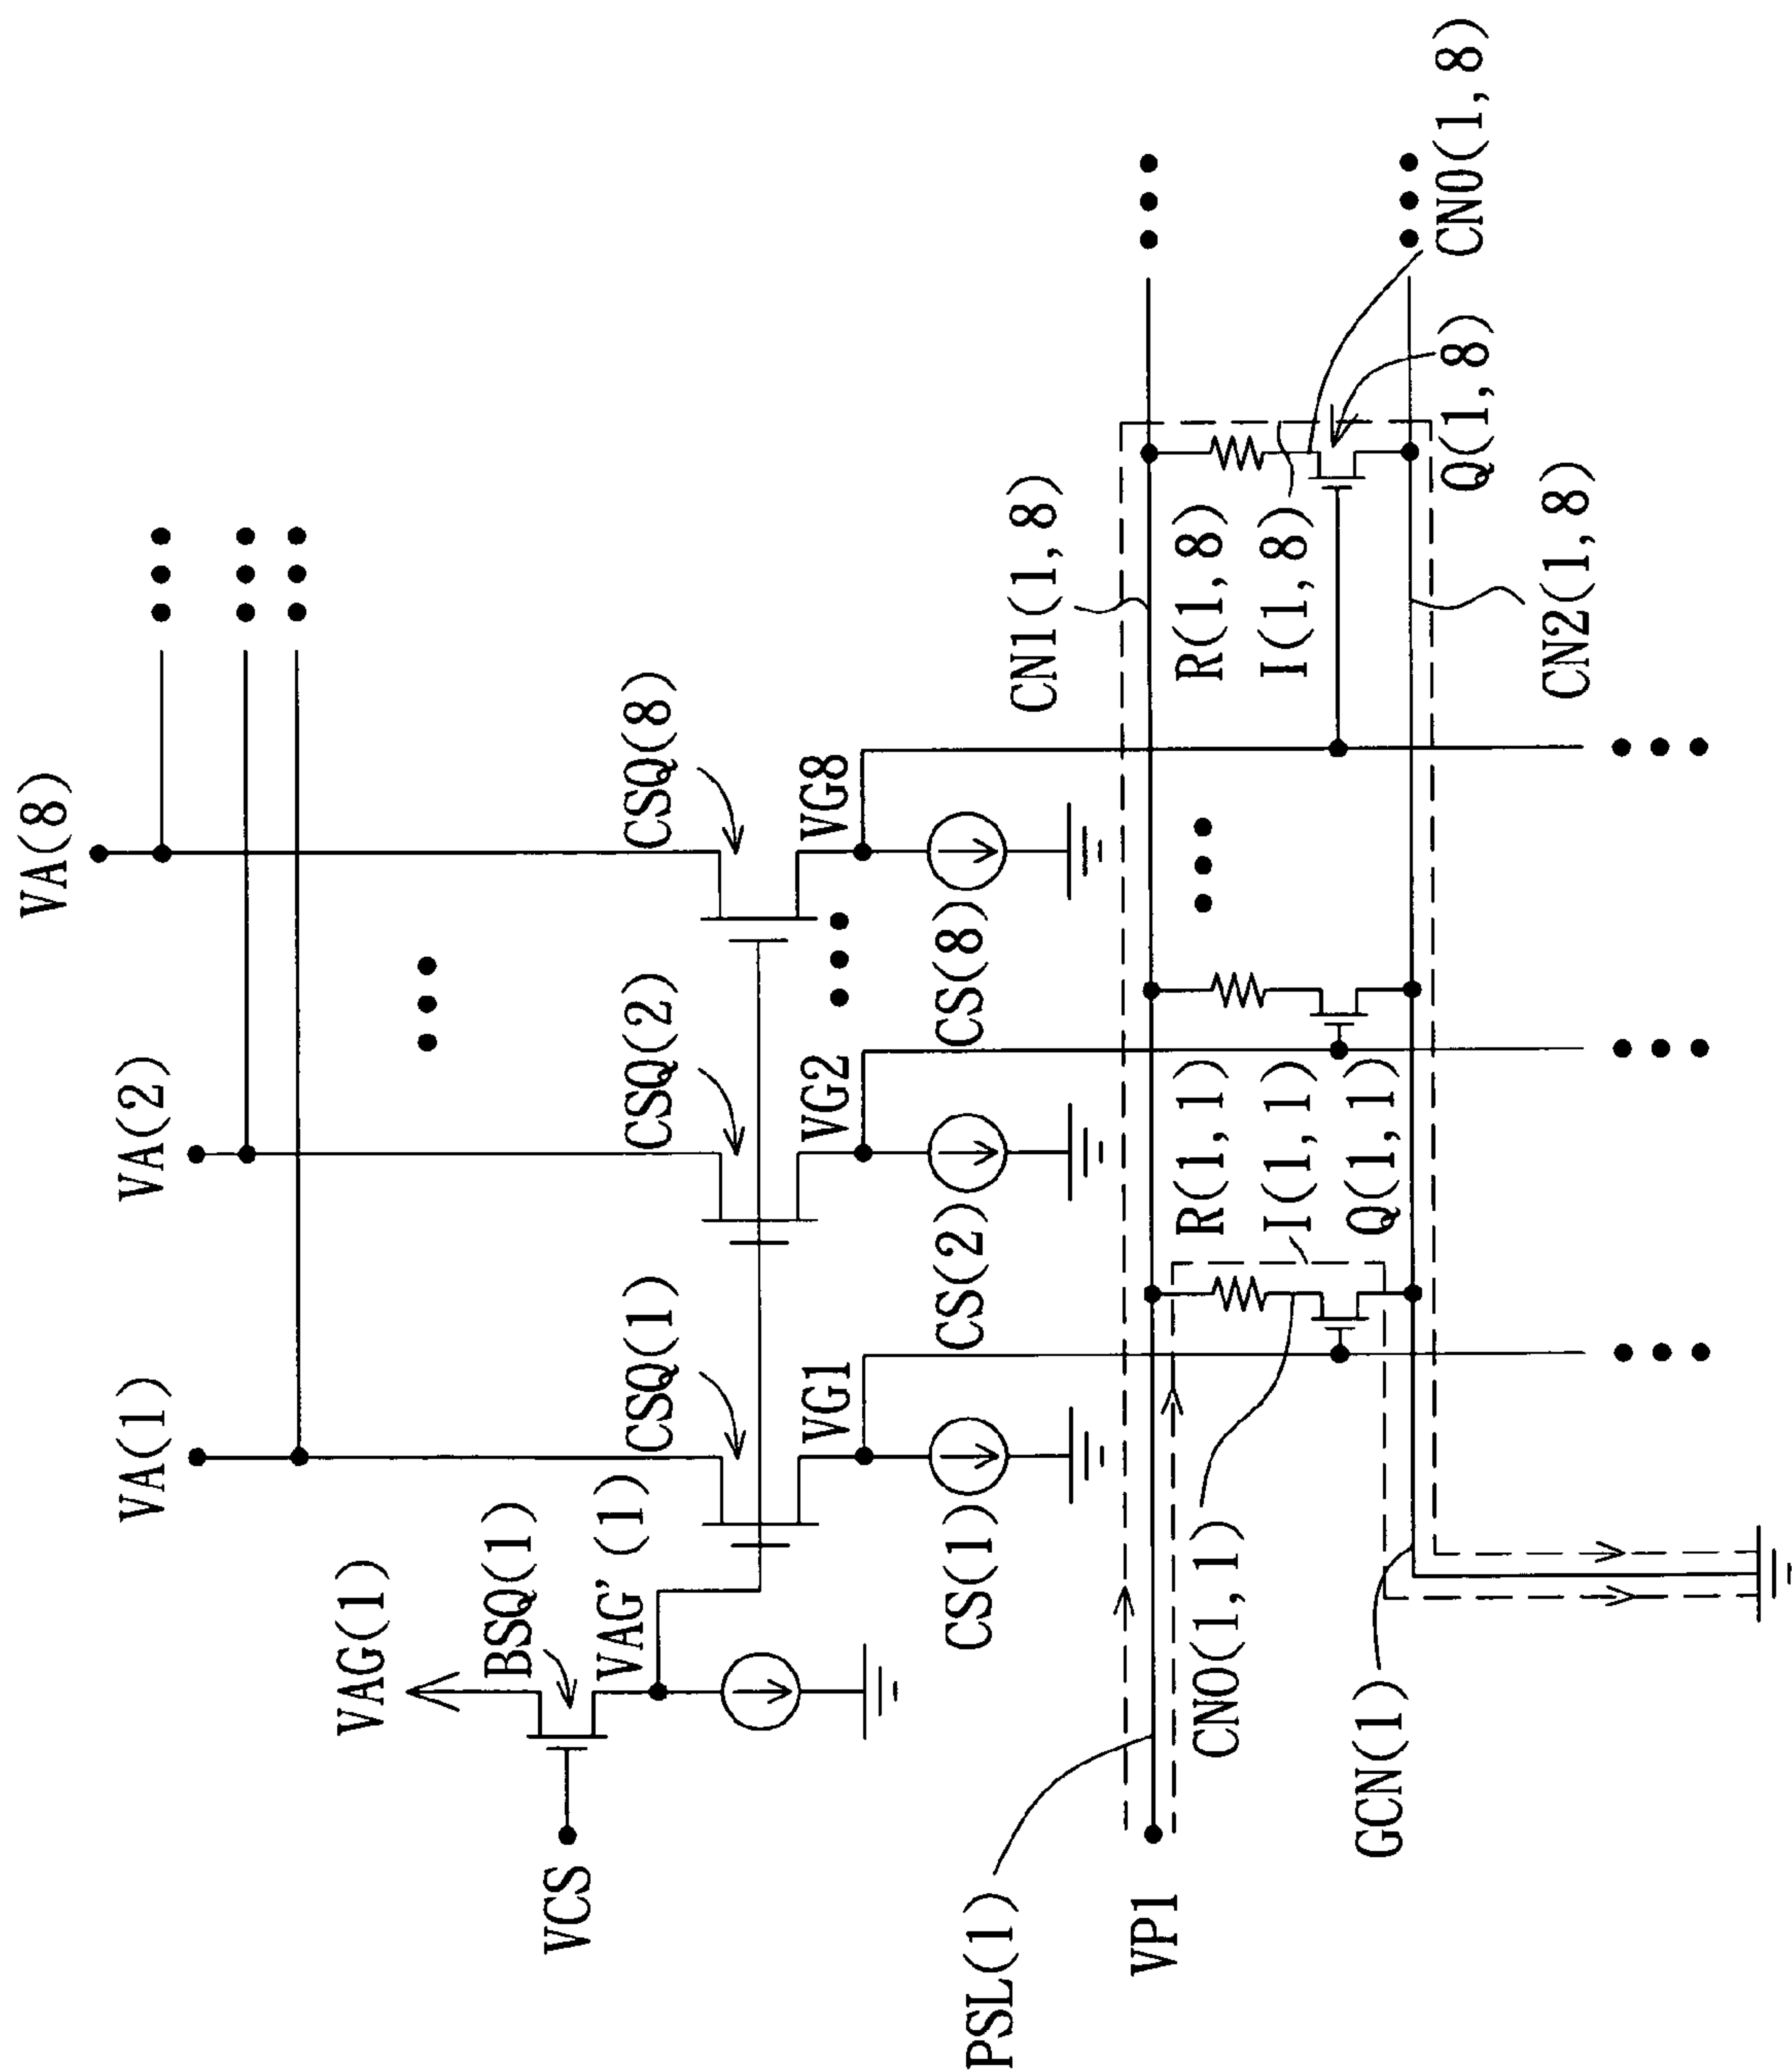 VA(1)
VA(2)
VA(8)
VAG(1)
BSQ(1)
VCS
VAG'(1)
CSQ(1)
CSQ(2)
CSQ(8)
VG1
VG2
VG8
CS(1)
CS(2)
CS(8)
PSL(1)
VP1
CN1(1,8)
R(1,1)
I(1,1)
Q(1,1)
R(1,8)
I(1,8)
Q(1,8)
CN0(1,1)
CN0(1,8)
GCN(1)
CN2(1,8)